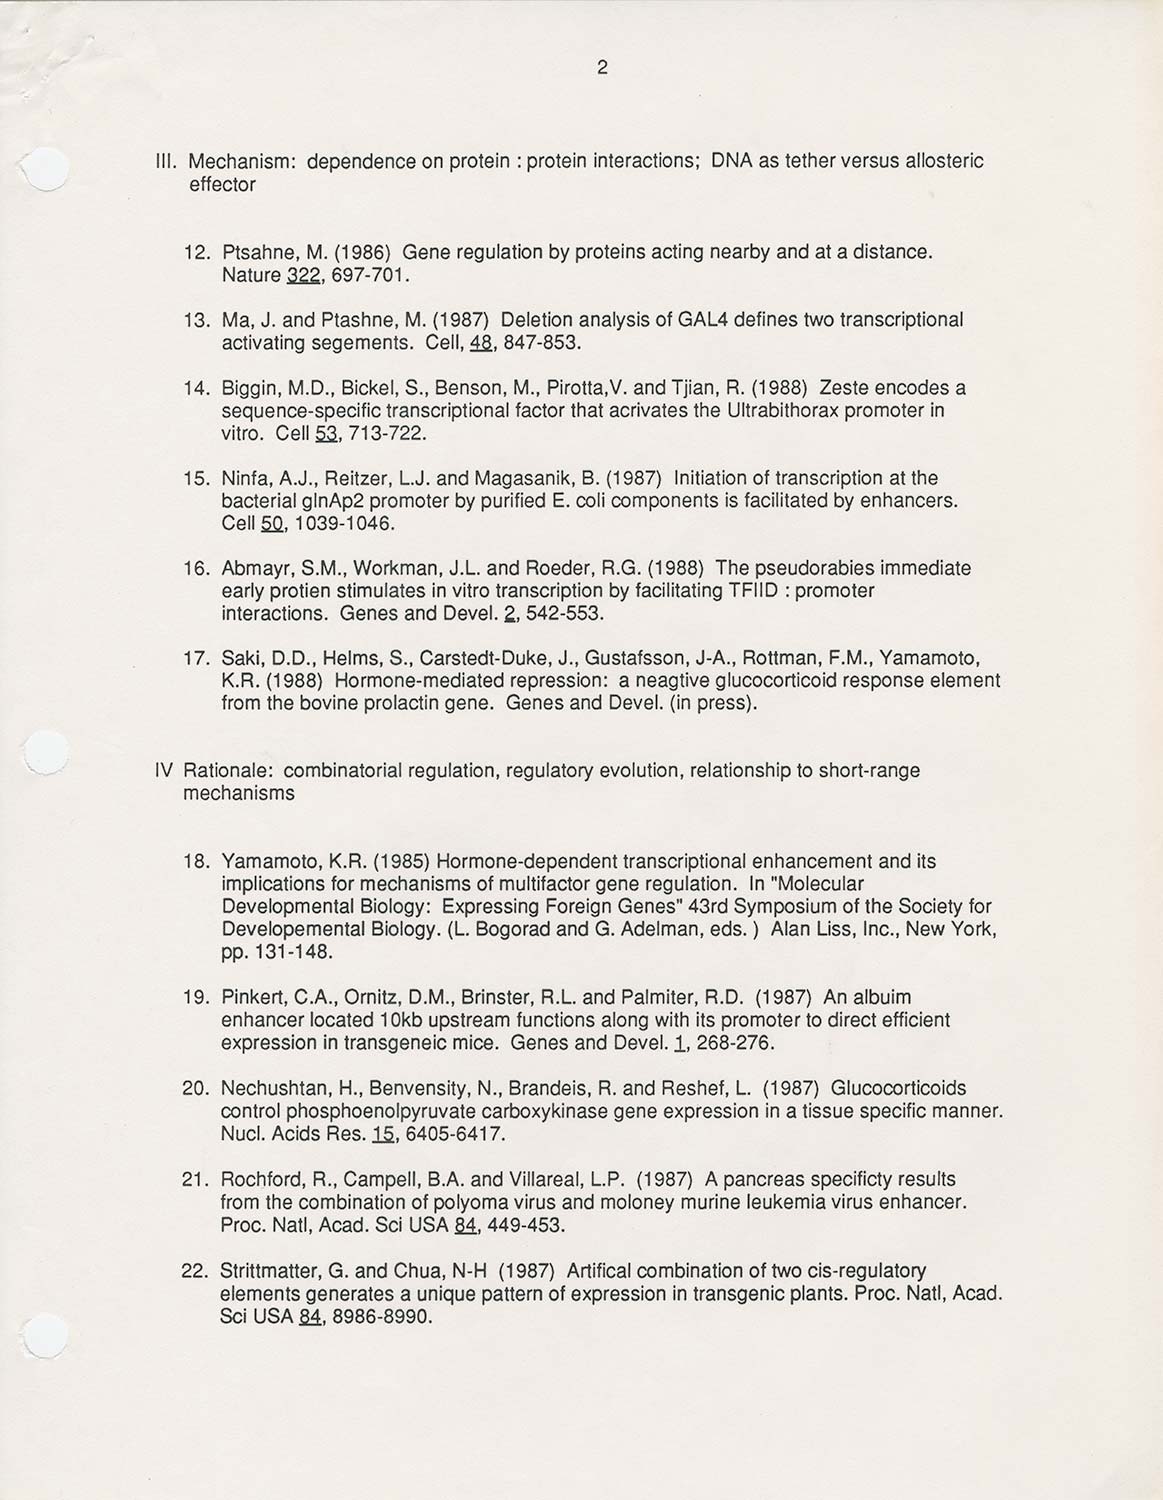 2
III. Mechanism: dependence on protein : protein interactions; DNA as tether versus allosteric
effector
12. Ptsahne, M. (1986) Gene regulation by proteins acting nearby and at a distance.
Nature 322, 697-701.
13. Ma, J. and Ptashne, M. (1987) Deletion analysis of GAL4 defines two transcriptional
activating segements. Cell, 48, 847-853.
14. Biggin, M.D., Bickel, S., Benson, M., Pirotta,V. and Tjian, R. (1988) Zeste encodes a
sequence-specific transcriptional factor that acrivates the Ultrabithorax promoter in
vitro. Cell 53, 713-722.
15. Ninfa, A.J., Reitzer, L.J. and Magasanik, B. (1987) Initiation of transcription at the
bacterial glnAp2 promoter by purified E. coli components is facilitated by enhancers.
Cell 50, 1039-1046.
16. Abmayr, S.M., Workman, J.L. and Roeder, R.G. (1988) The pseudorabies immediate
early protien stimulates in vitro transcription by facilitating TFIID : promoter
interactions. Genes and Devel. 2, 542-553.
17. Saki, D.D., Helms, S., Carstedt-Duke, J., Gustafsson, J-A., Rottman, F.M., Yamamoto,
K.R. (1988) Hormone-mediated repression: a neagtive glucocorticoid response element
from the bovine prolactin gene. Genes and Devel. (in press).
IV Rationale: combinatorial regulation, regulatory evolution, relationship to short-range
mechanisms
18. Yamamoto, K.R. (1985) Hormone-dependent transcriptional enhancement and its
implications for mechanisms of multifactor gene regulation. In "Molecular
Developmental Biology: Expressing Foreign Genes" 43rd Symposium of the Society for
Developemental Biology. (L. Bogorad and G. Adelman, eds. ) Alan Liss, Inc., New York,
pp. 131-148.
19. Pinkert, C.A., Ornitz, D.M., Brinster, R.L. and Palmiter, R.D. (1987) An albuim
enhancer located 10kb upstream functions along with its promoter to direct efficient
expression in transgeneic mice. Genes and Devel. 1, 268-276.
20. Nechushtan, H., Benvensity, N., Brandeis, R. and Reshef, L. (1987) Glucocorticoids
control phosphoenolpyruvate carboxykinase gene expression in a tissue specific manner.
Nucl. Acids Res. 15, 6405-6417.
21. Rochford, R., Campell, B.A. and Villareal, L.P. (1987) A pancreas specificty results
from the combination of polyoma virus and moloney murine leukemia virus enhancer.
Proc. Natl, Acad. Sci USA 84, 449-453.
22. Strittmatter, G. and Chua, N-H (1987) Artifical combination of two cis-regulatory
elements generates a unique pattern of expression in transgenic plants. Proc. Natl, Acad.
Sci USA 84, 8986-8990.